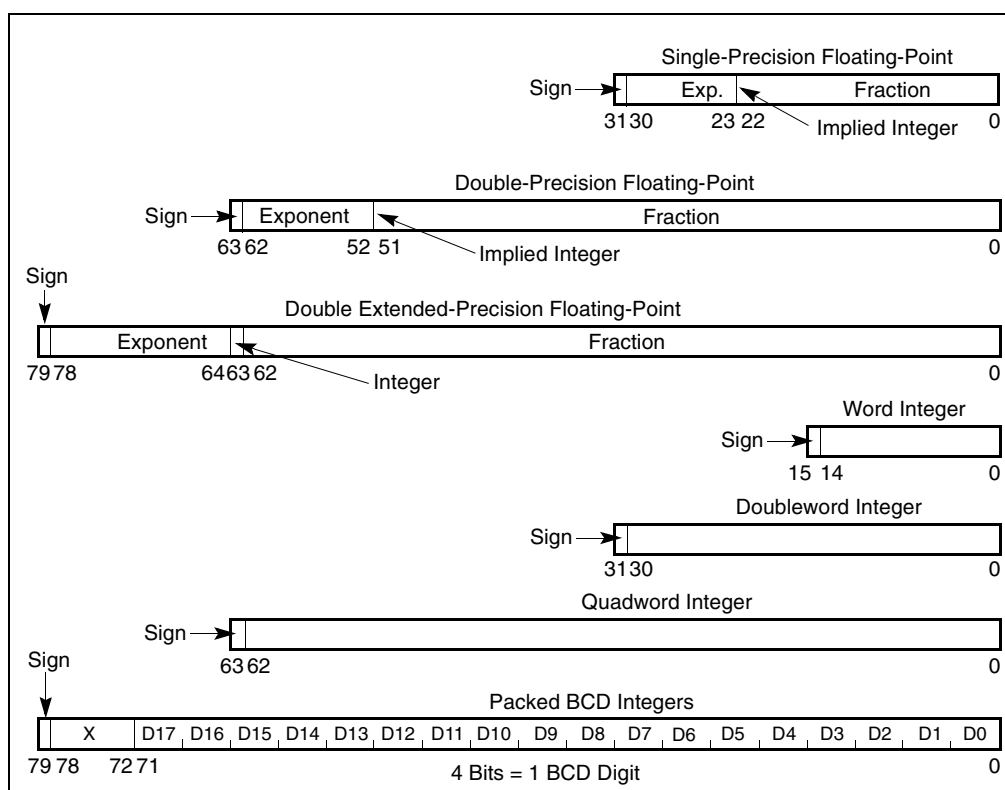 Single-Precision Floating-Point
Sign
Exp.
Fraction
31 30
23 22
Implied Integer
0
Double-Precision Floating-Point
Sign
Exponent
Fraction
63 62
52 51
Implied Integer
0
Sign
Double Extended-Precision Floating-Point
Exponent
Fraction
79 78
64 63 62
Integer
0
Word Integer
Sign
15 14
0
Doubleword Integer
Sign
31 30
0
Quadword Integer
Sign
63 62
0
Sign
Packed BCD Integers
X D17 D16 D15 D14 D13 D12 D11 D10 D9 D8 D7 D6 D5 D4 D3 D2 D1 D0
79 78
72 71
4 Bits = 1 BCD Digit
0